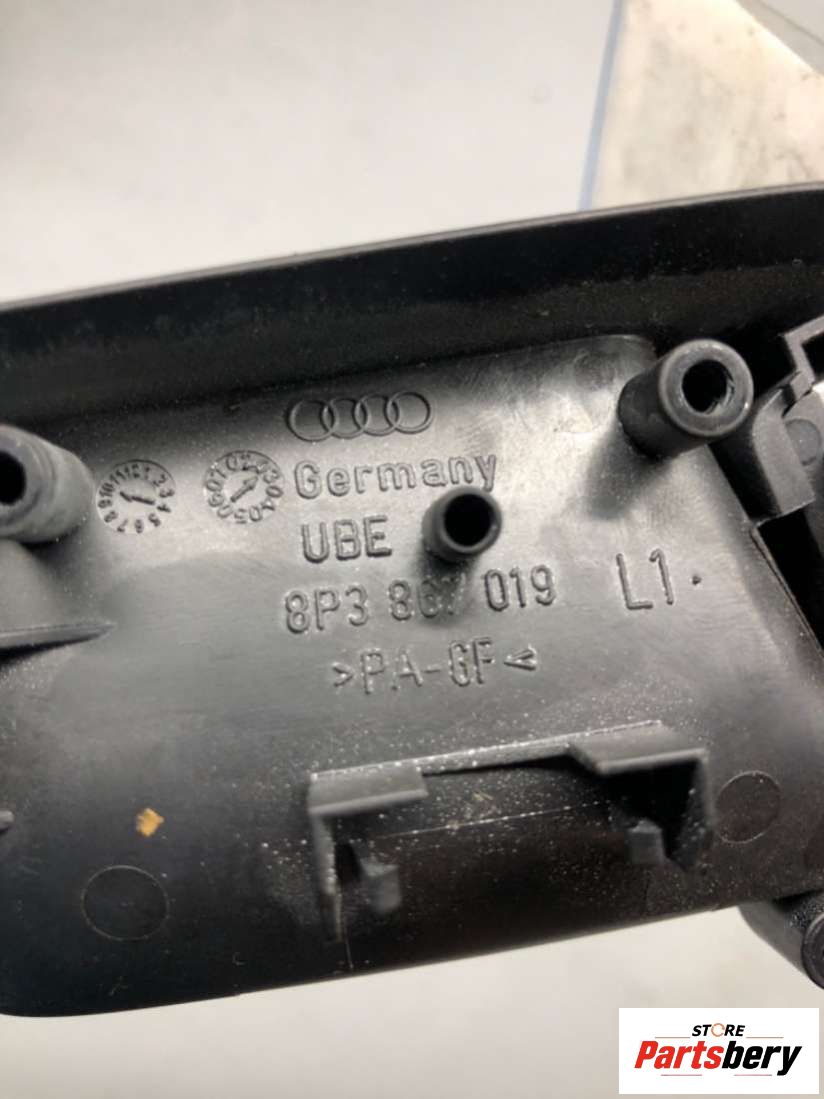 Germany
UBE
8P3 867 019 L1
>PA-GF<
STORE
Partsbery